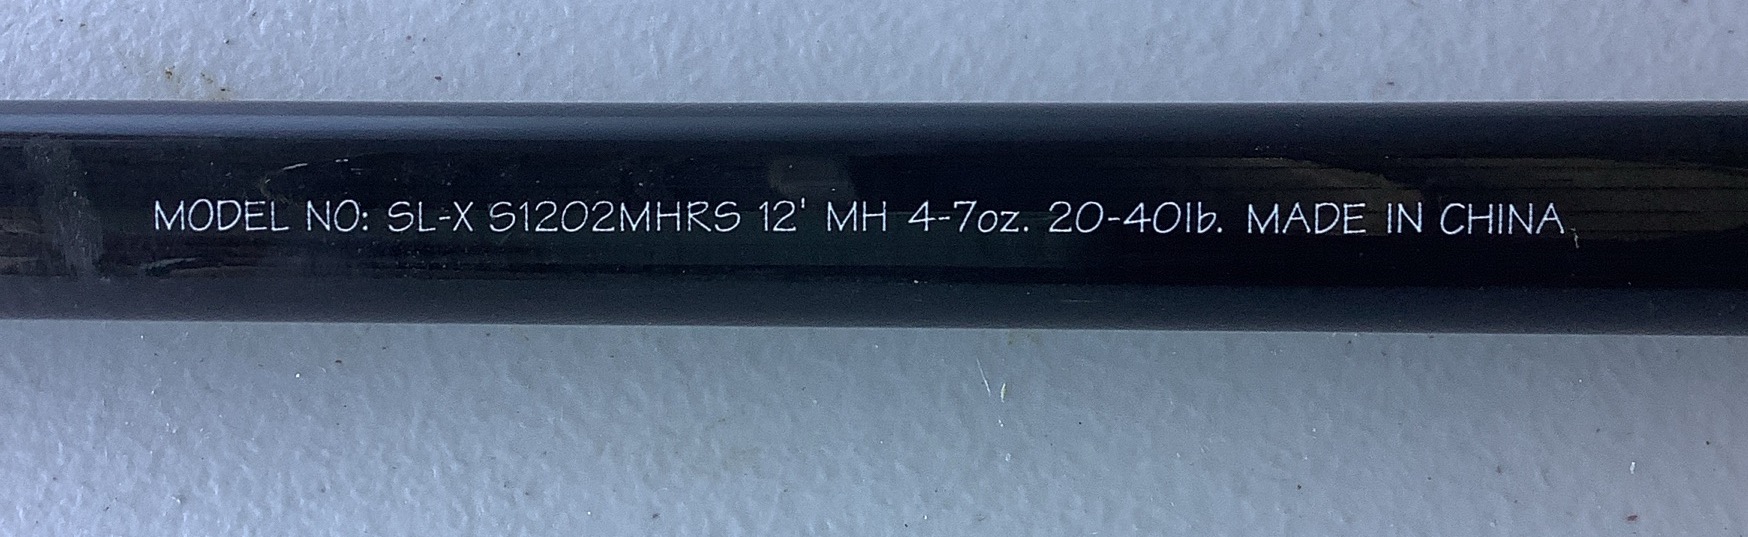 MODEL NO: SL-X S1202MHRS 12' MH 4-7oz. 20-40lb. MADE IN CHINA